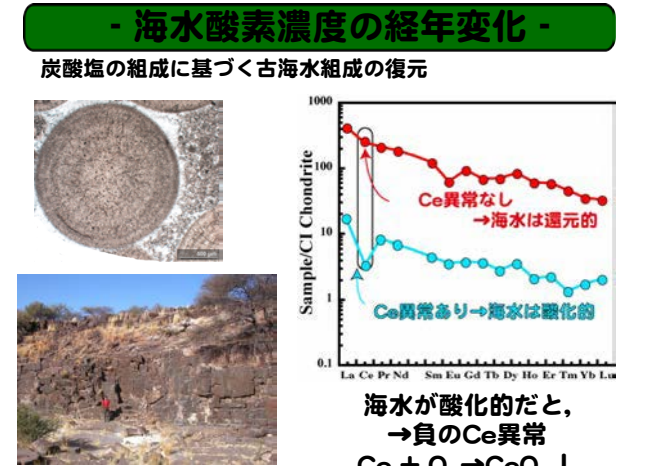 - 海水酸素濃度の経年変化 -
炭酸塩の組成に基づく古海水組成の復元
1000
100
10
1
0.1
Sample/CI Chondrite
Ce異常なし
→海水は還元的
Ce異常あり→海水は酸化的
La Ce Pr Nd Sm Eu Gd Tb Dy Ho Er Tm Yb Lu
海水が酸化的だと,
→負のCe異常